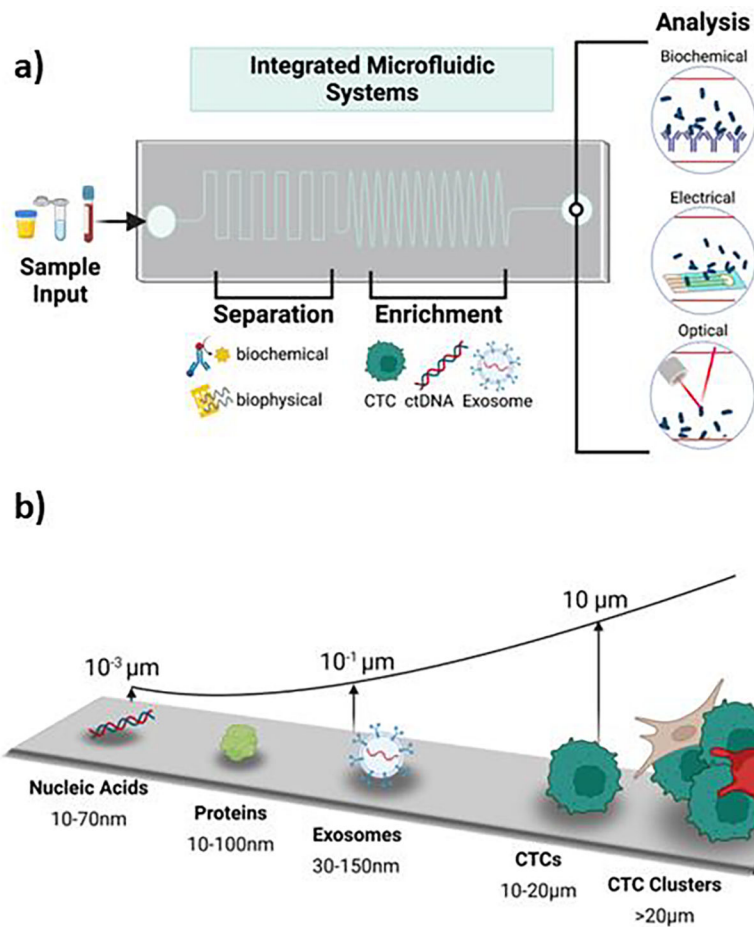 a)
Integrated Microfluidic
Systems
Analysis
Biochemical
Electrical
Optical
Sample
Input
Separation
biochemical
biophysical
Enrichment
CTC ctDNA Exosome
b)
10⁻³ µm
10⁻¹ µm
10 µm
Nucleic Acids
10-70nm
Proteins
10-100nm
Exosomes
30-150nm
CTCs
10-20µm
CTC Clusters
>20µm